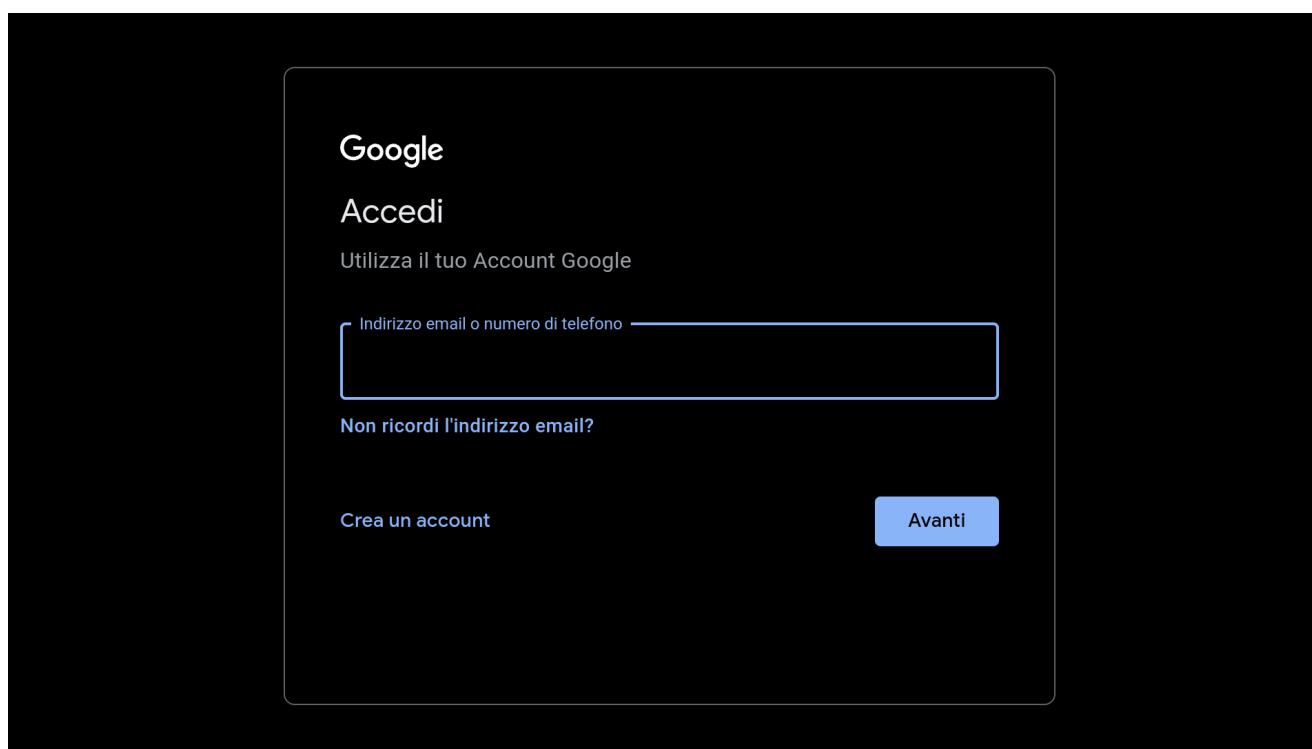 Google
Accedi
Utilizza il tuo Account Google
Indirizzo email o numero di telefono
Non ricordi l'indirizzo email?
Crea un account
Avanti